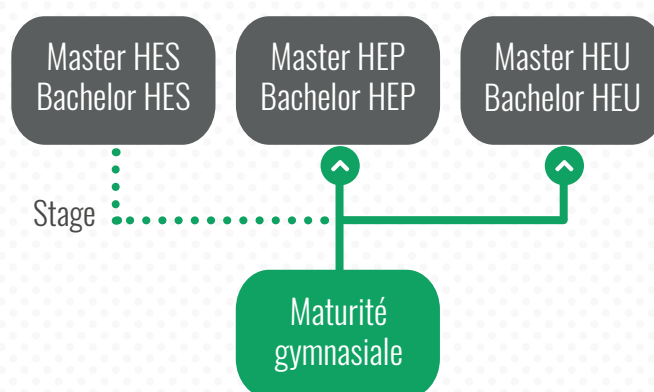 Master HES
Bachelor HES
Master HEP
Bachelor HEP
Master HEU
Bachelor HEU
Stage
Maturité
gymnasiale